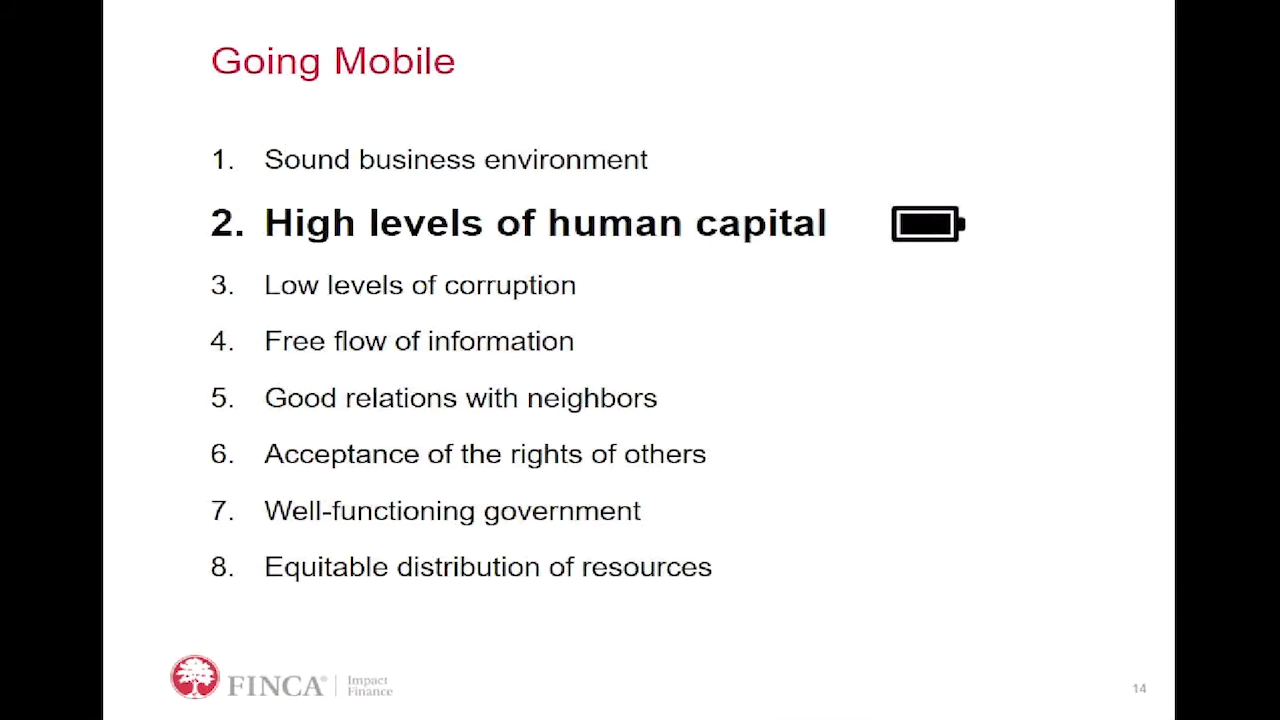 Going Mobile
1. Sound business environment
2. High levels of human capital
3. Low levels of corruption
4. Free flow of information
5. Good relations with neighbors
6. Acceptance of the rights of others
7. Well-functioning government
8. Equitable distribution of resources
FINCA® | Impact
Finance
14